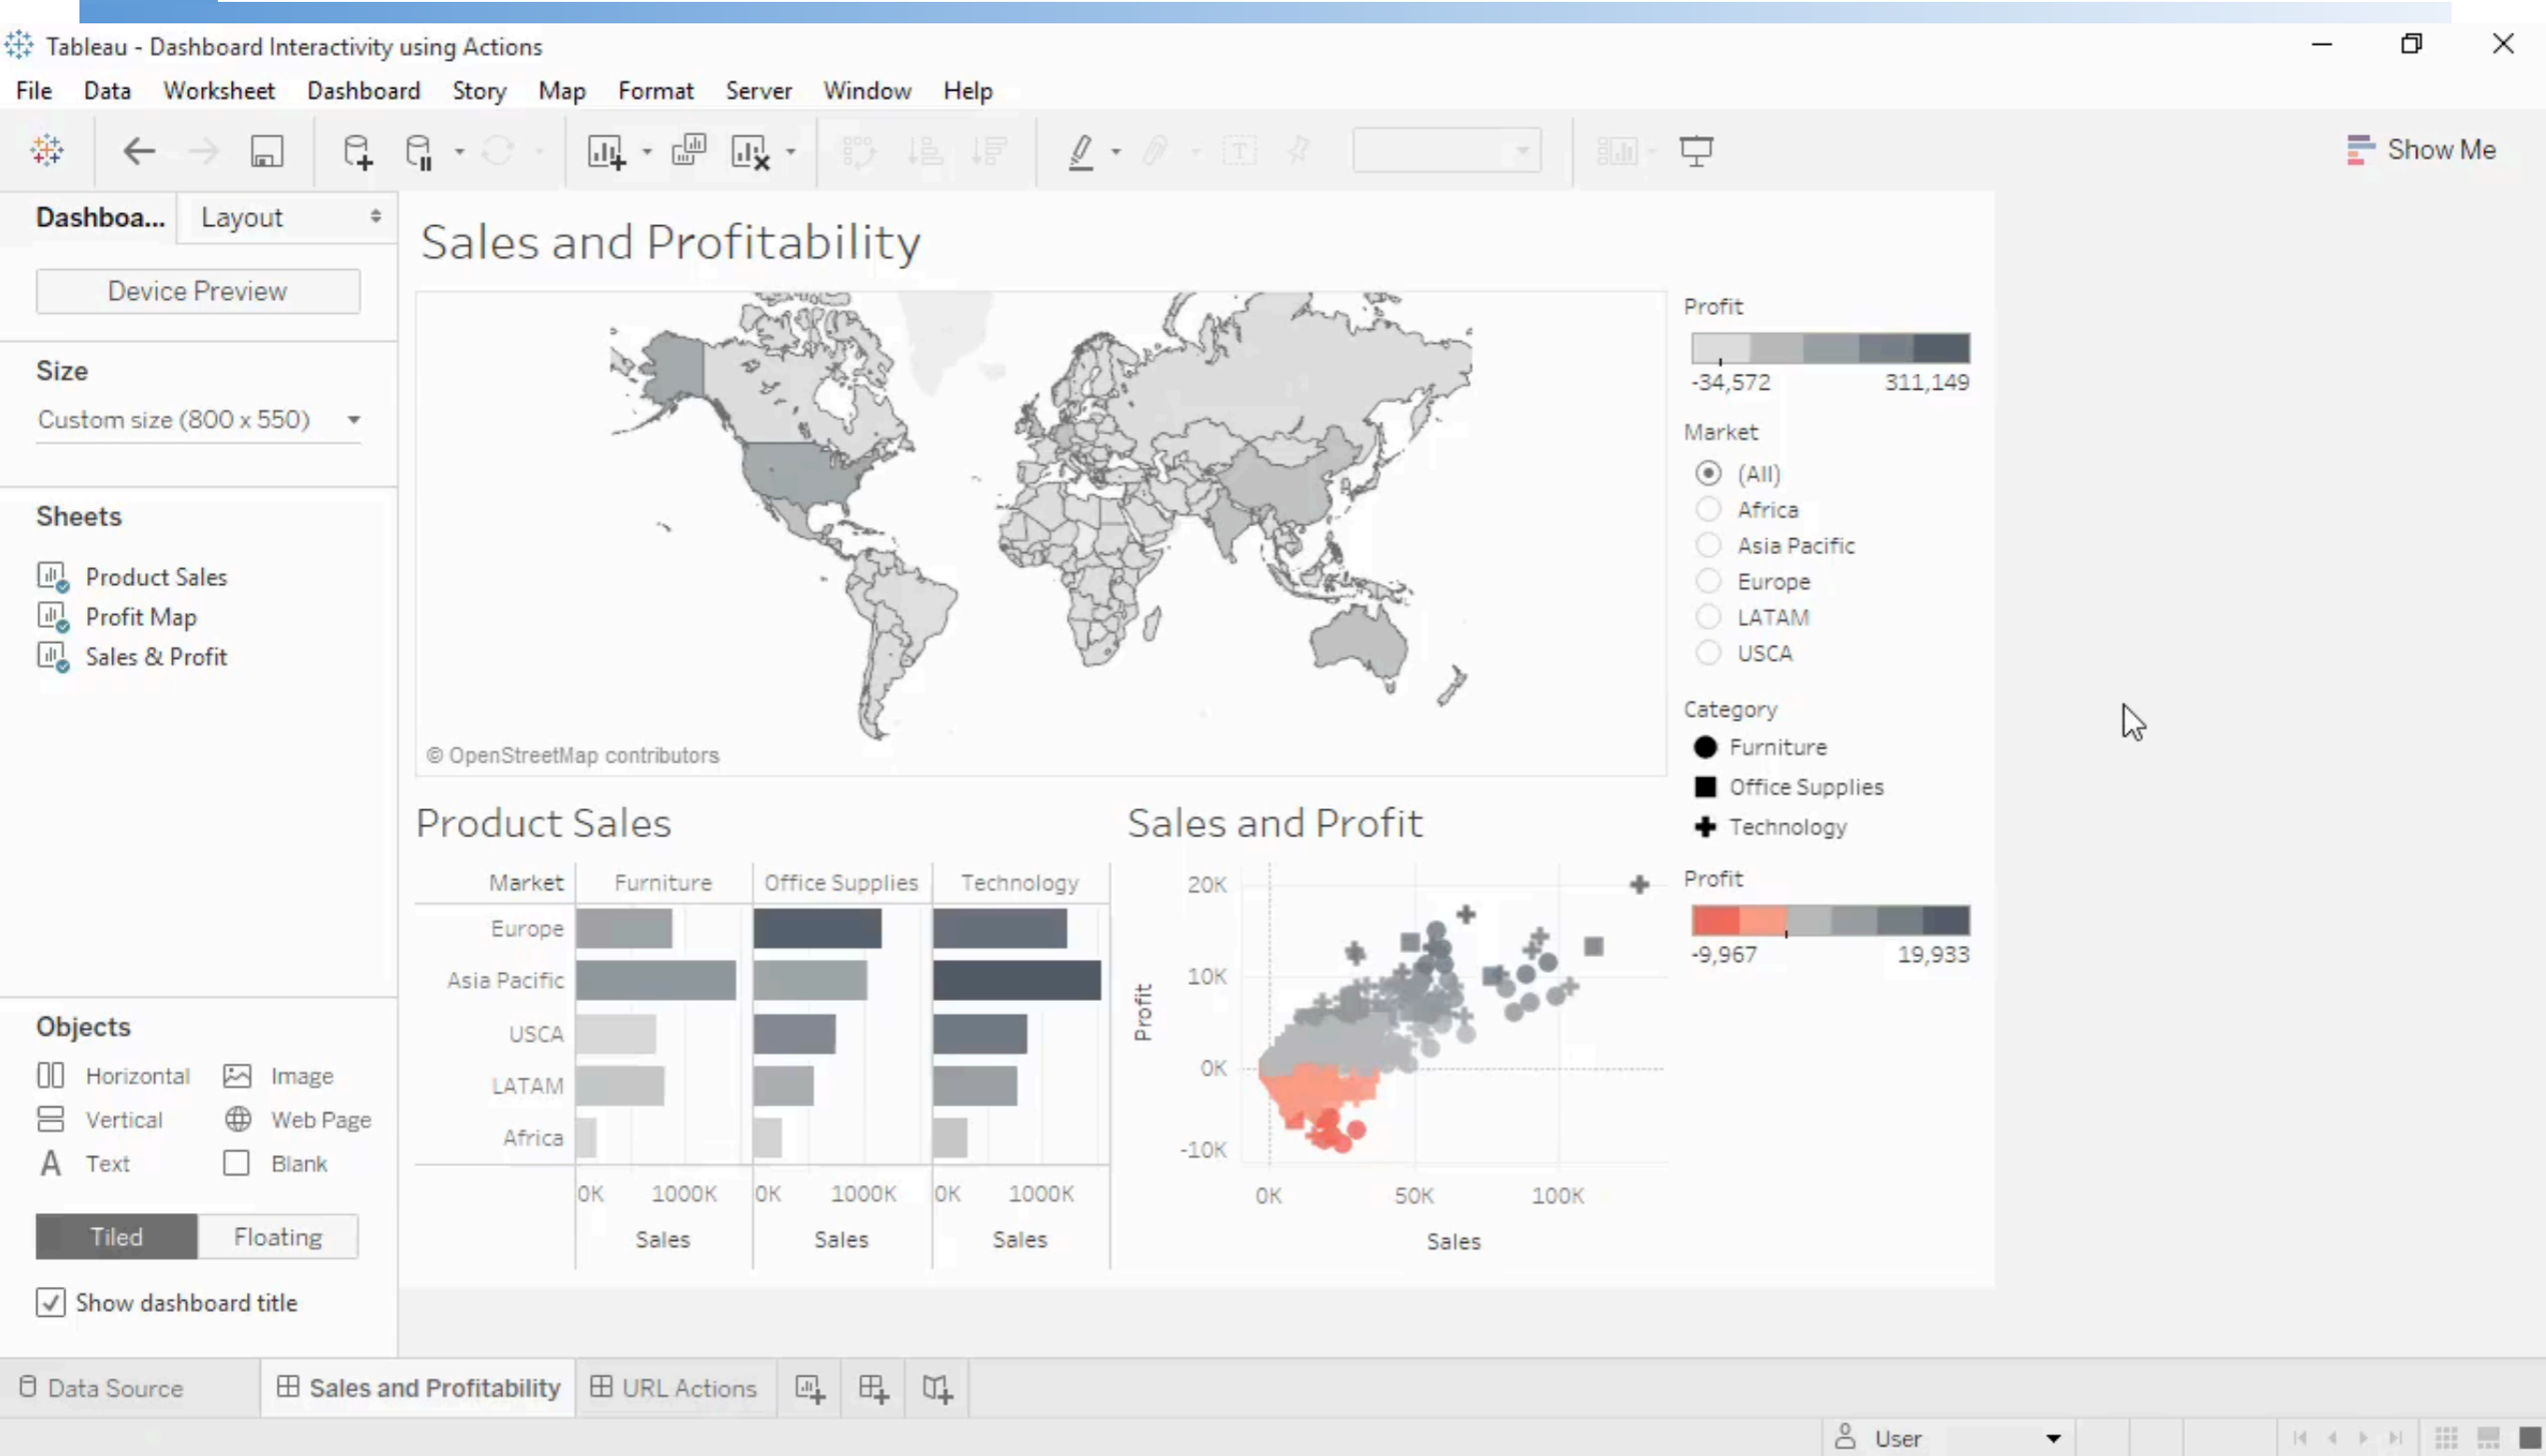 Tableau - Dashboard Interactivity using Actions
File Data Worksheet Dashboard Story Map Format Server Window Help
Show Me
Dashboa... Layout
Device Preview
Size
Custom size (800 x 550)
Sheets
Product Sales
Profit Map
Sales & Profit
Objects
Horizontal Image
Vertical Web Page
A Text Blank
Tiled Floating
Show dashboard title
Sales and Profitability
© OpenStreetMap contributors
Profit
-34,572 311,149
Market
(All)
Africa
Asia Pacific
Europe
LATAM
USCA
Category
Furniture
Office Supplies
Technology
Profit
-9,967 19,933
Product Sales
Market Furniture Office Supplies Technology
Europe
Asia Pacific
USCA
LATAM
Africa
0K 1000K 0K 1000K 0K 1000K
Sales Sales Sales
Sales and Profit
20K
10K
0K
-10K
Profit
0K 50K 100K
Sales
Data Source Sales and Profitability URL Actions
User